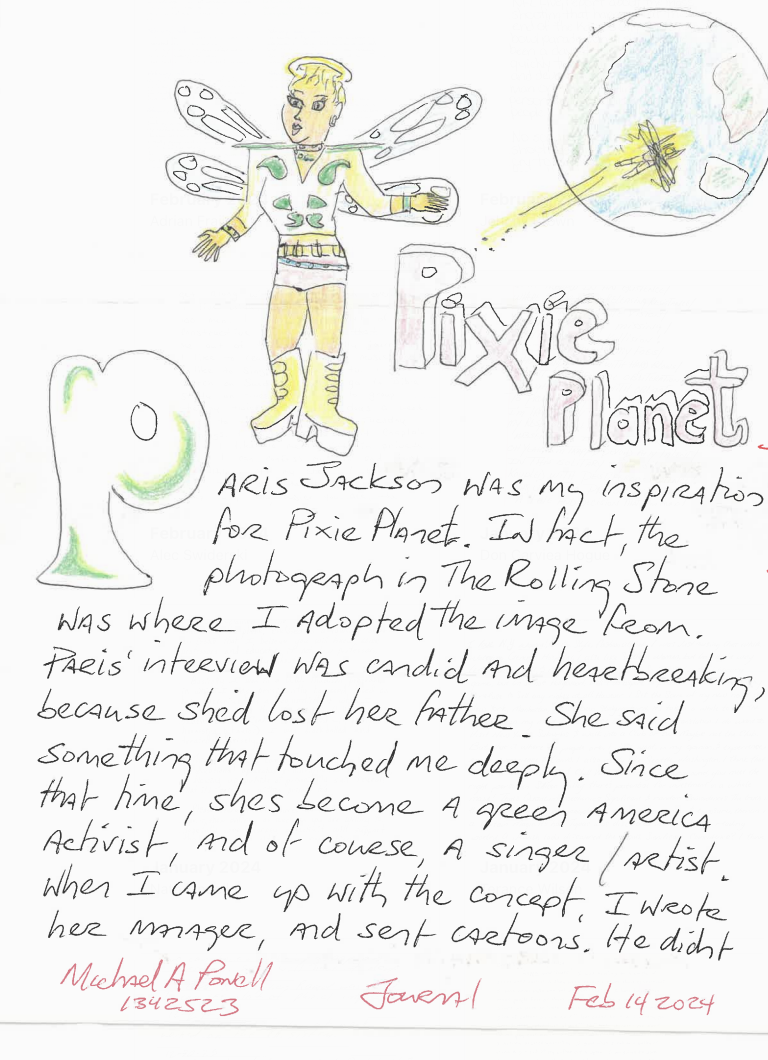 Pixie
Planet
PARIS JACKSON WAS my inspiration
for Pixie Planet. In fact, the
photograph in The Rolling Stone
WAS where I Adopted the image from.
PARIS' interview WAS candid and heartbreaking,
because she'd lost her father. She said
something that touched me deeply. Since
that time, shes become A green AMERICA
Activist, and of course, A singer/artist.
When I came up with the concept, I wrote
her manager, and sent cartoons. He didnt
Michael A Powell
1342523
Journal
Feb 14 2024